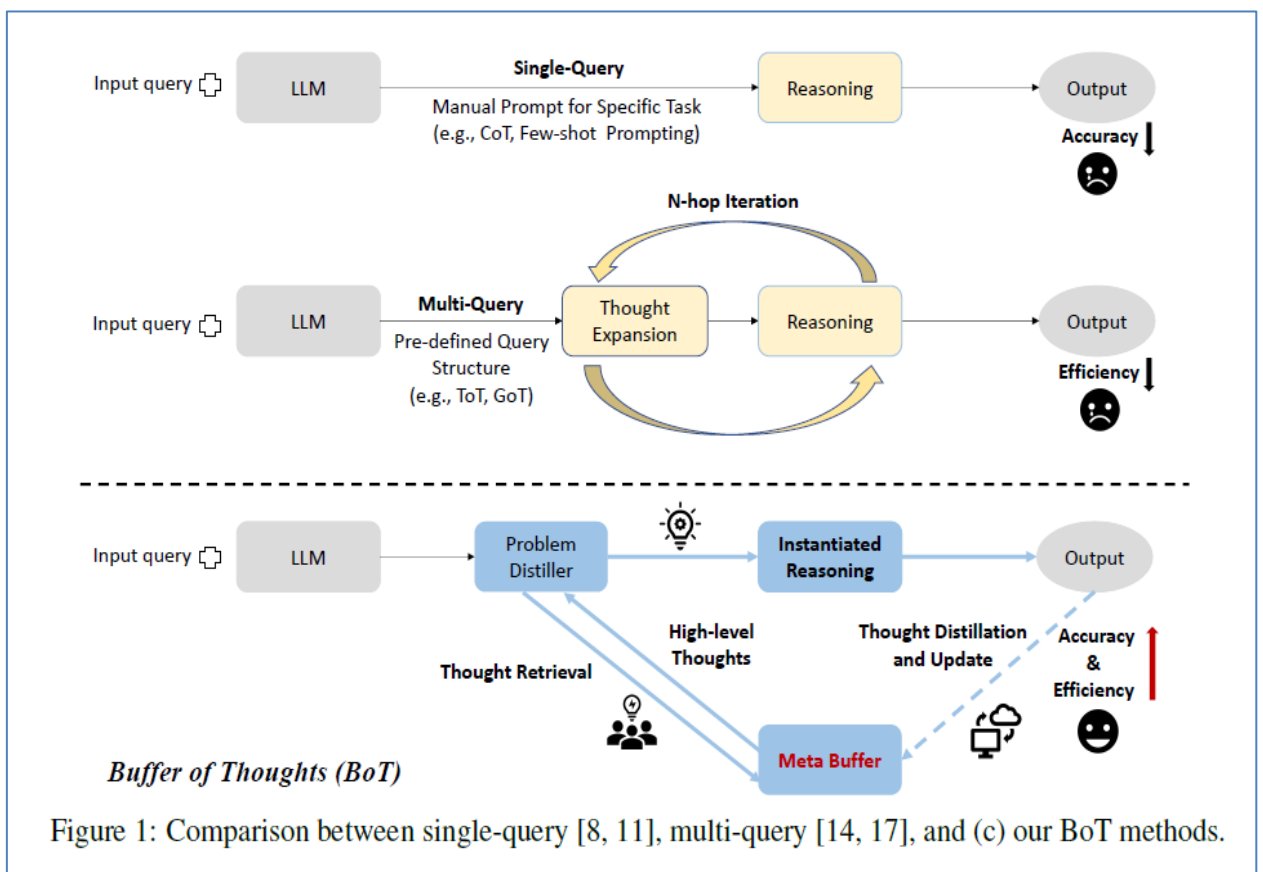 Input query
LLM
Single-Query
Manual Prompt for Specific Task
(e.g., CoT, Few-shot Prompting)
Reasoning
Output
Accuracy
N-hop Iteration
Input query
LLM
Multi-Query
Pre-defined Query
Structure
(e.g., ToT, GoT)
Thought
Expansion
Reasoning
Output
Efficiency
Input query
LLM
Problem
Distiller
Instantiated
Reasoning
Output
Thought Retrieval
High-level
Thoughts
Thought Distillation
and Update
Accuracy
&
Efficiency
Meta Buffer
Buffer of Thoughts (BoT)
Figure 1: Comparison between single-query [8, 11], multi-query [14, 17], and (c) our BoT methods.